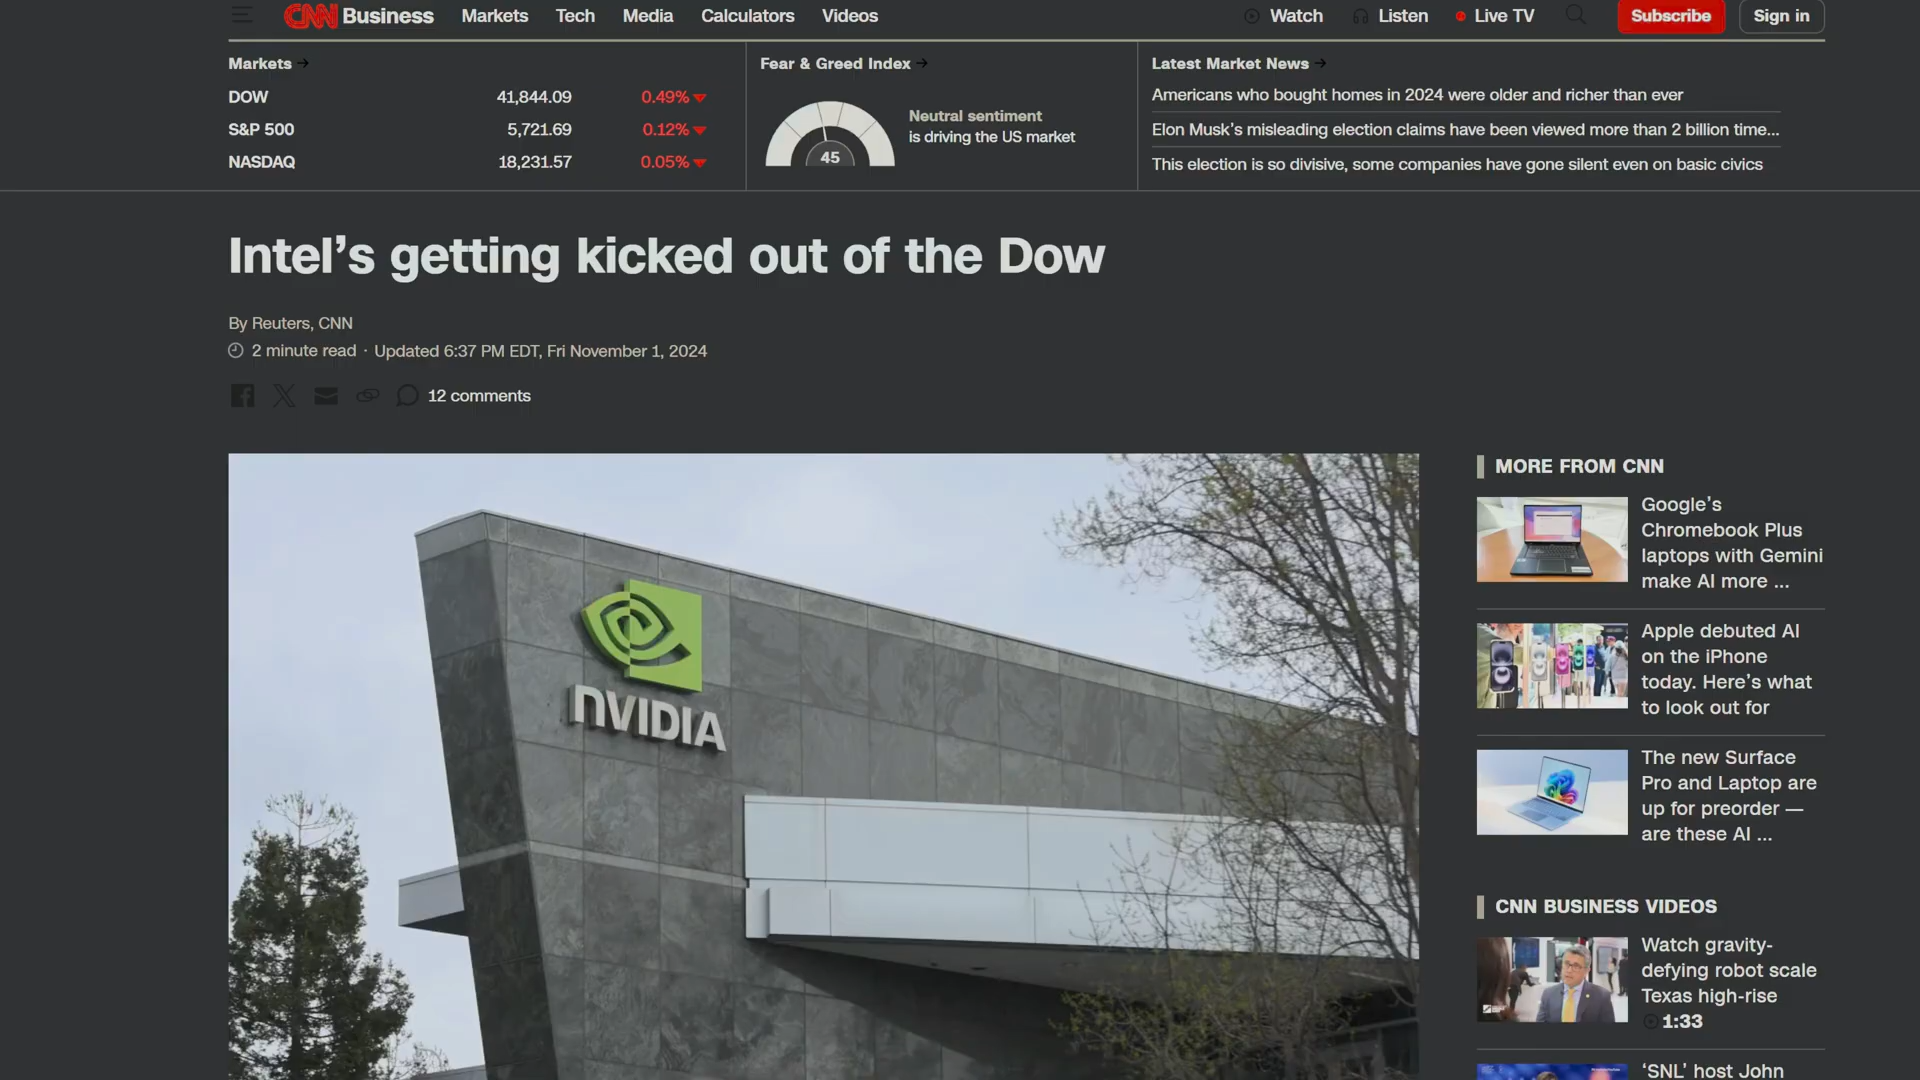 CNN Business Markets Tech Media Calculators Videos Watch Listen Live TV Subscribe Sign in
Markets
DOW 41,844.09 0.49%
S&P 500 5,721.69 0.12%
NASDAQ 18,231.57 0.05%
Fear & Greed Index
45
Neutral sentiment
is driving the US market
Latest Market News
Americans who bought homes in 2024 were older and richer than ever
Elon Musk’s misleading election claims have been viewed more than 2 billion time...
This election is so divisive, some companies have gone silent even on basic civics
Intel’s getting kicked out of the Dow
By Reuters, CNN
2 minute read · Updated 6:37 PM EDT, Fri November 1, 2024
12 comments
NVIDIA
MORE FROM CNN
Google’s
Chromebook Plus
laptops with Gemini
make AI more ...
Apple debuted AI
on the iPhone
today. Here’s what
to look out for
The new Surface
Pro and Laptop are
up for preorder —
are these AI ...
CNN BUSINESS VIDEOS
Watch gravity-
defying robot scale
Texas high-rise
1:33
‘SNL’ host John